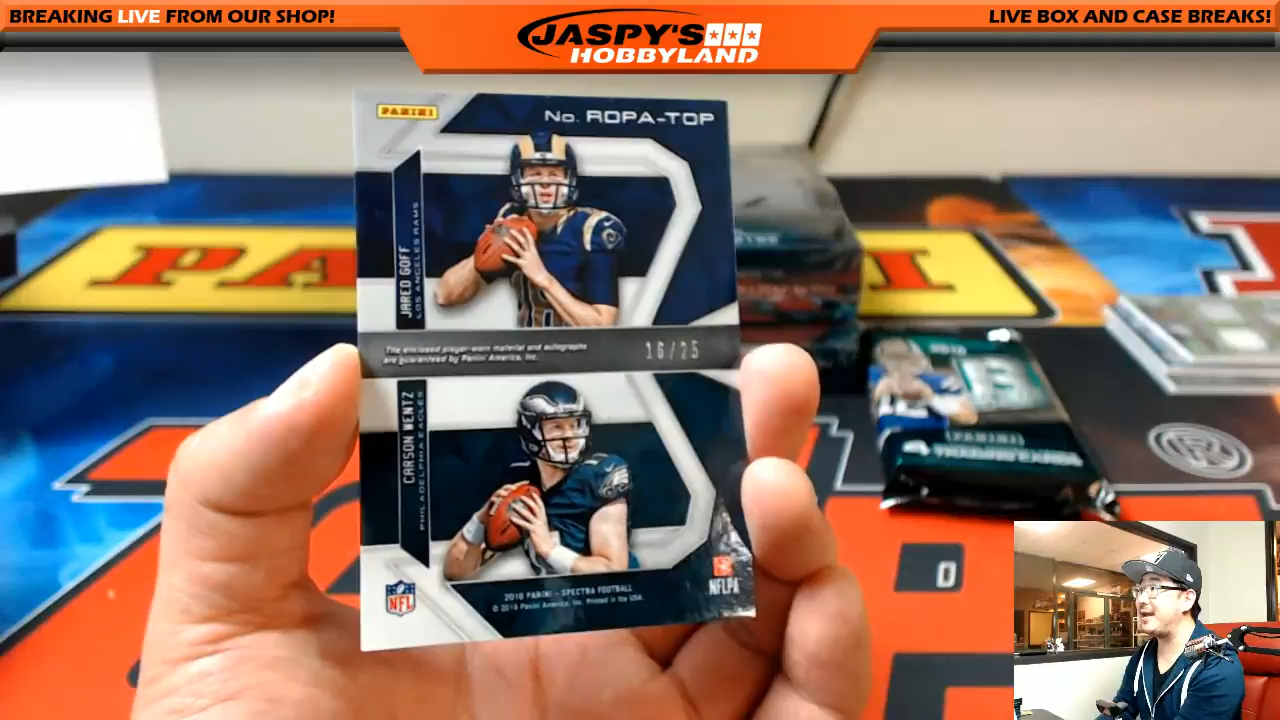 BREAKING LIVE FROM OUR SHOP!
JASPY'S
HOBBYLAND
LIVE BOX AND CASE BREAKS!
PANINI
No. ROPA-TOP
JARED GOFF
LOS ANGELES RAMS
The enclosed player-worn material and autographs
are guaranteed by Panini America, Inc.
16/25
CARSON WENTZ
PHILADELPHIA EAGLES
NFL
2016 PANINI - SPECTRA FOOTBALL
© 2016 Panini America, Inc. Printed in the USA.
NFLPA
PA
I
PANINI
4